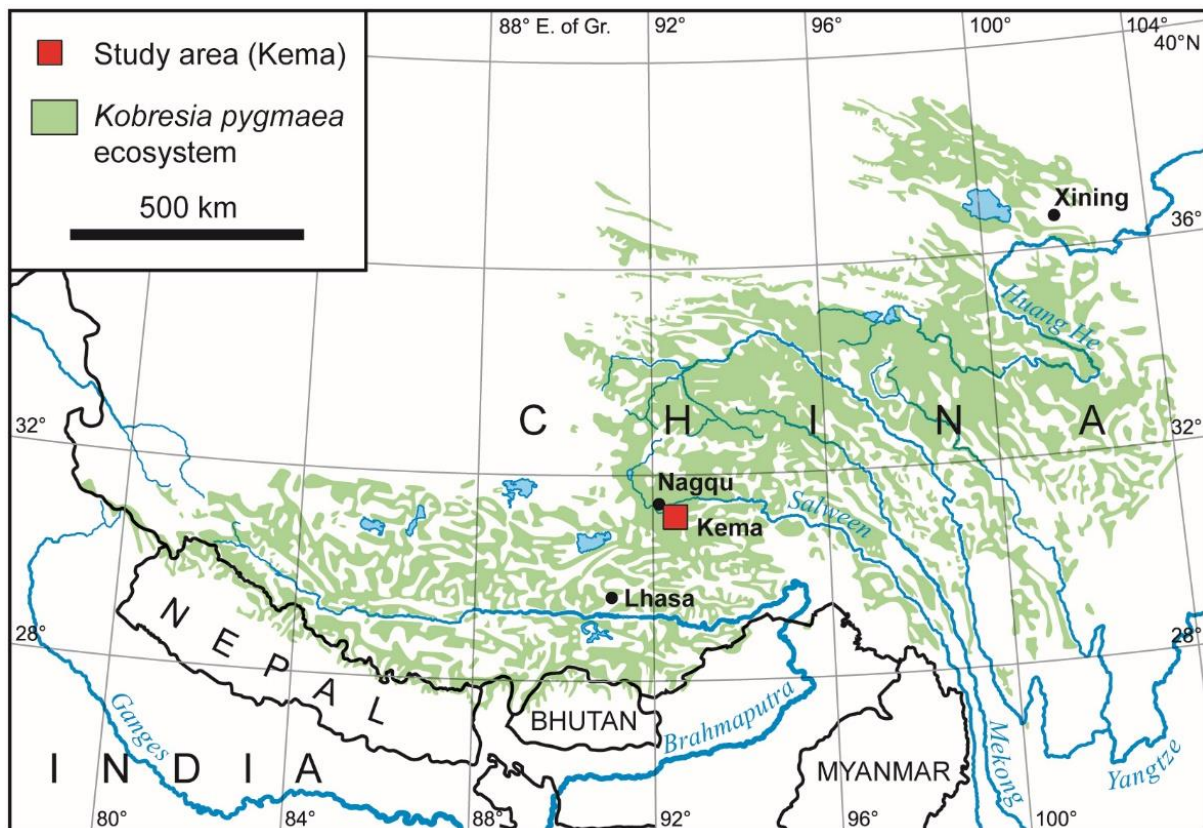 88° E. of Gr.
92°
96°
100°
104
40°N
Study area (Kema)
Kobresia pygmaea
ecosystem
500 km
Xining
36°
Huang He
C H I N A
32°
32°
Nagqu
Kema
Salween
Lhasa
28°
28°
NEPAL
BHUTAN
Brahmaputra
Ganges
INDIA
MYANMAR
Mekong
Yangtze
80°
84°
88°
92°
96°
100°